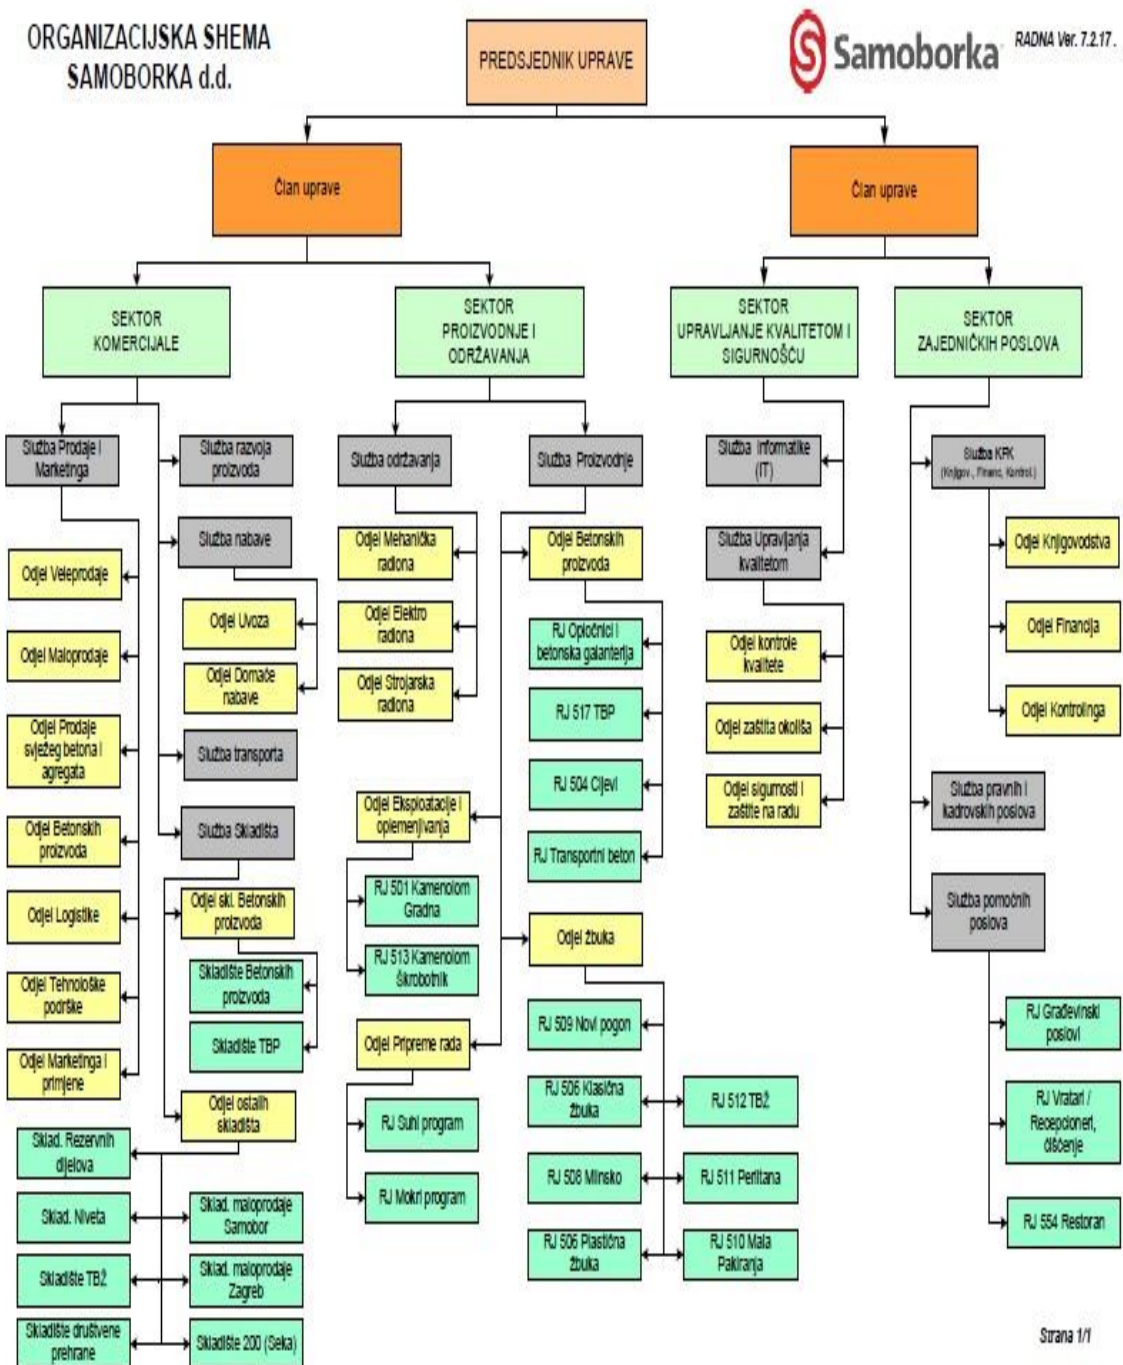 ORGANIZACIJSKA SHEMA
SAMOBORKA d.d.
PREDSJEDNIK UPRAVE
Samoborka
RADNA Ver. 7.2.17 .
Član uprave
Član uprave
SEKTOR
KOMERCIJALE
SEKTOR
PROIZVODNJE I
ODRŽAVANJA
SEKTOR
UPRAVLJANJE KVALITETOM I
SIGURNOŠĆU
SEKTOR
ZAJEDNIČKIH POSLOVA
Služba Prodaje i
Marketinga
Odjel Veleprodaje
Odjel Maloprodaje
Odjel Prodaje
svježeg betona i
agregata
Odjel Betonskih
proizvoda
Odjel Logistike
Odjel Tehnološke
podrške
Odjel Marketinga i
primjene
Služba razvoja
proizvoda
Služba nabave
Odjel Uvoza
Odjel Domaće
nabave
Služba transporta
Služba Skladišta
Odjel skl. Betonskih
proizvoda
Skladište Betonskih
proizvoda
Skladište TBP
Odjel ostalih
skladišta
Sklad. Rezervnih
dijelova
Sklad. Niveta
Sklad. maloprodaje
Samobor
Skladište TBŽ
Sklad. maloprodaje
Zagreb
Skladište društvene
prehrane
Skladište 200 (Seka)
Služba održavanja
Odjel Mehanička
radiona
Odjel Elektro
radiona
Odjel Strojarska
radiona
Služba Proizvodnje
Odjel Betonskih
proizvoda
RJ Opločnici i
betonska galanterija
RJ 517 TBP
RJ 504 Cijevi
RJ Transportni beton
Odjel Eksploatacije i
oplemenjivanja
RJ 501 Kamenolom
Gradna
RJ 513 Kamenolom
Škrobotnik
Odjel žbuka
RJ 509 Novi pogon
RJ 506 Klasična
žbuka
RJ 512 TBŽ
RJ 508 Mlinsko
RJ 511 Perlitana
RJ 506 Plastična
žbuka
RJ 510 Mala
Pakiranja
Odjel Pripreme rada
RJ Suhi program
RJ Mokri program
Služba Informatike
(IT)
Služba Upravljanja
kvalitetom
Odjel kontrole
kvalitete
Odjel zaštita okoliša
Odjel sigurnosti i
zaštite na radu
Služba KFK
(Knjigov., Financ, Kontrol.)
Odjel Knjigovodstva
Odjel Financija
Odjel Kontrolinga
Služba pravnih i
kadrovskih poslova
Služba pomoćnih
poslova
RJ Građevinski
poslovi
RJ Vratari /
Recepcioneri,
čišćenje
RJ 554 Restoran
Strana 1/1